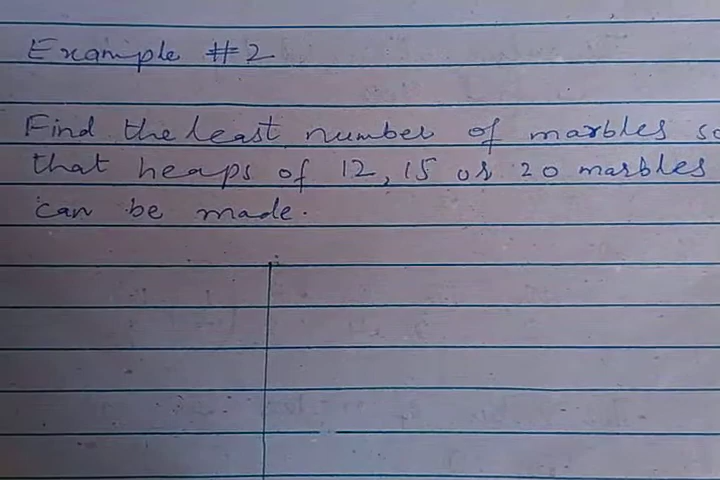 Example #2
Find the least number of marbles so
that heaps of 12, 15 or 20 marbles
can be made.